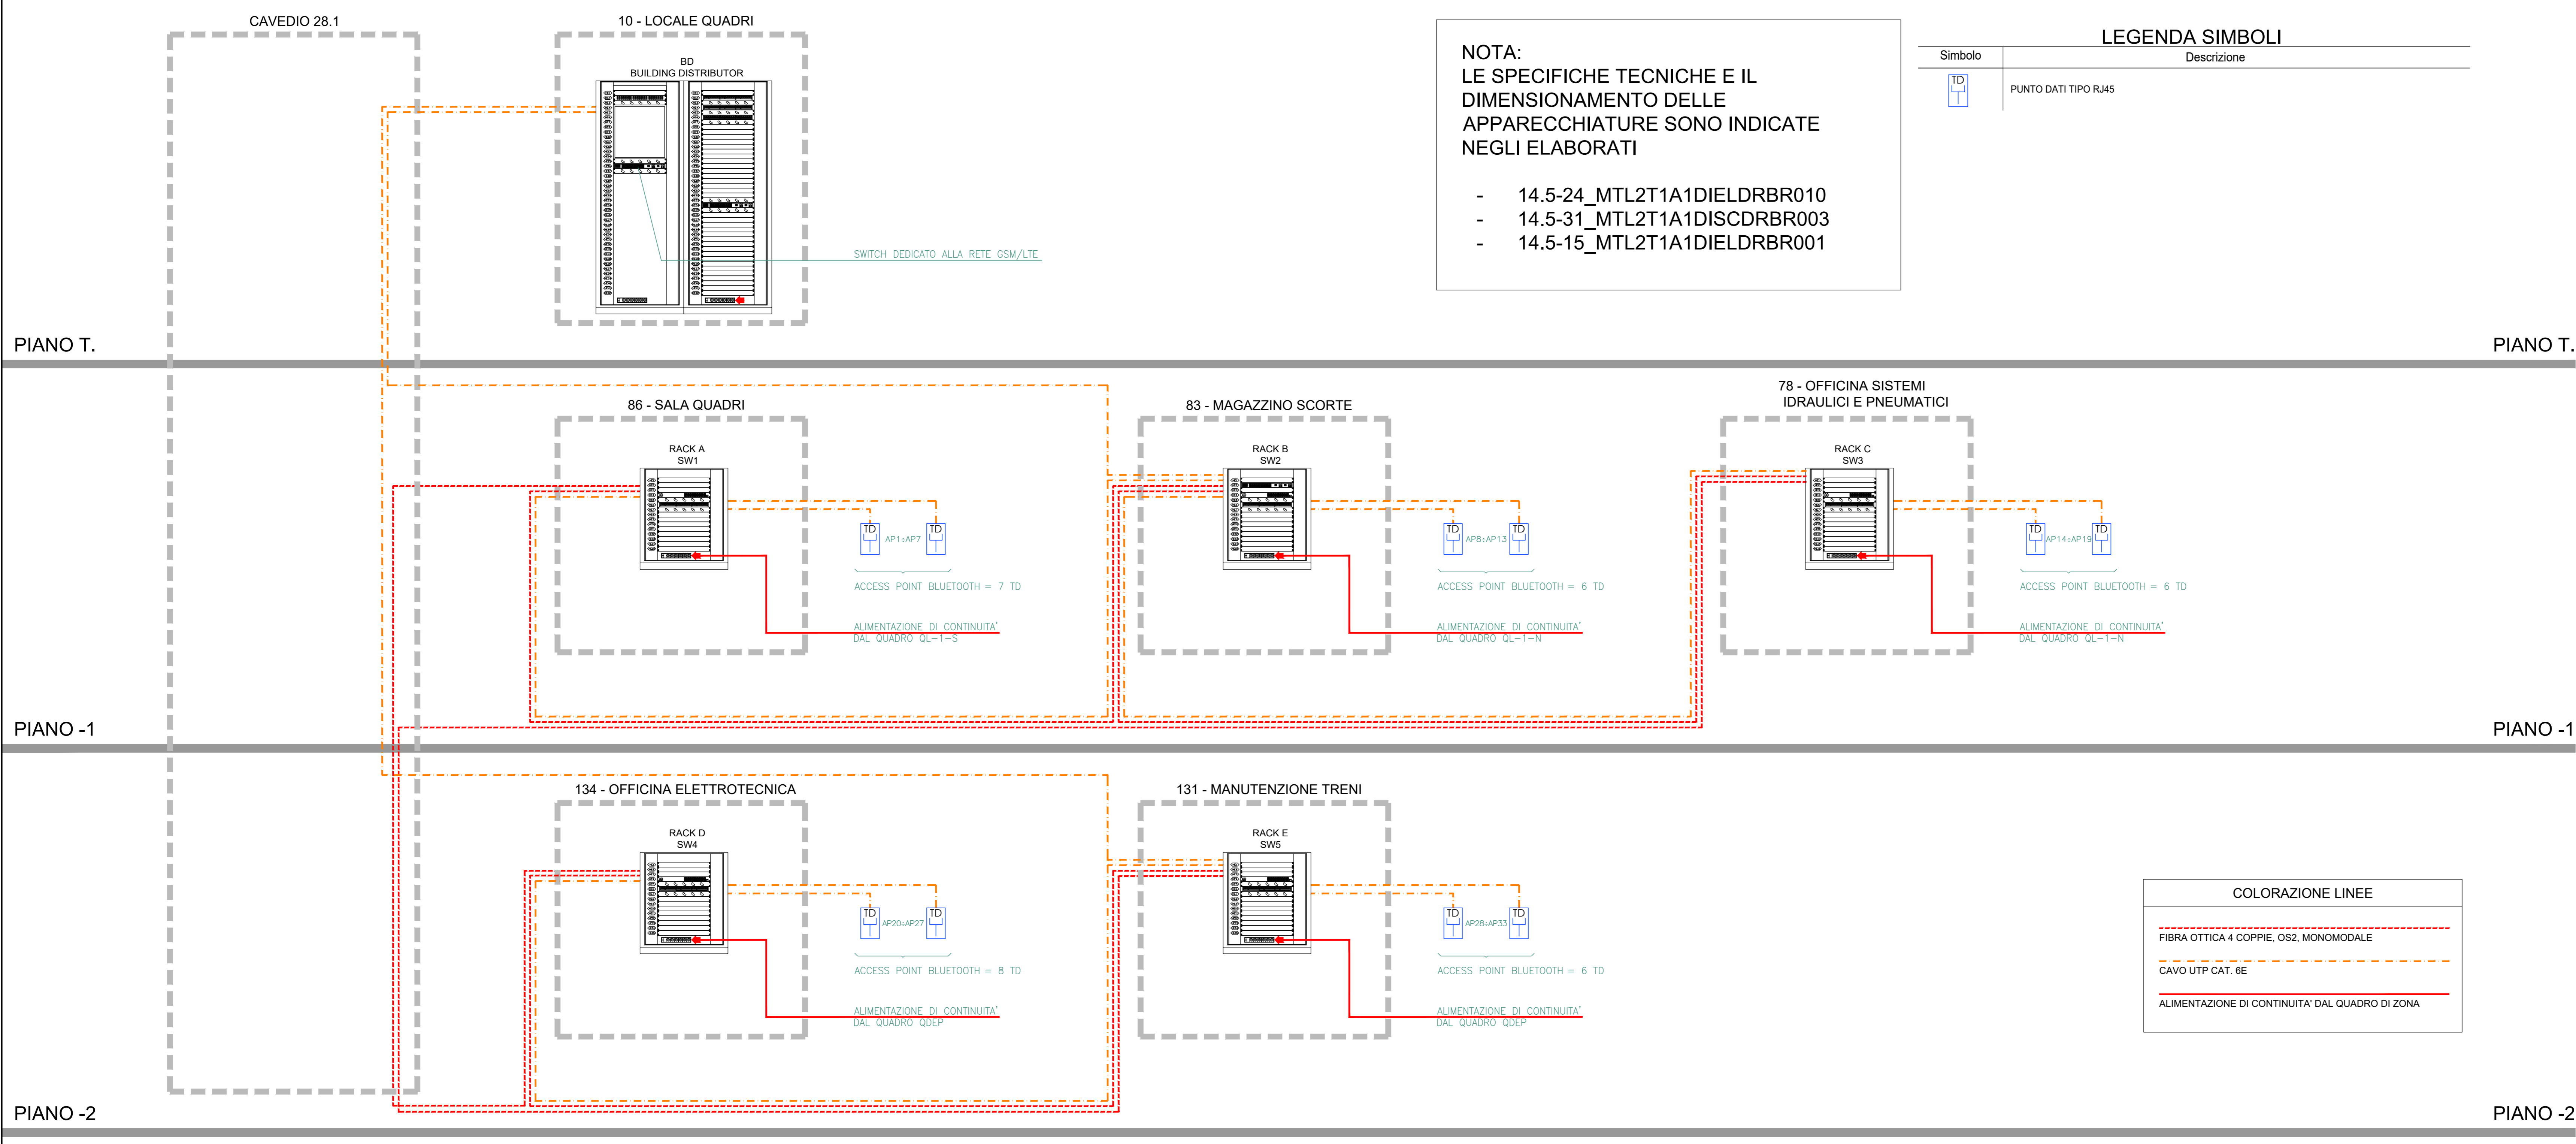 CAVEDIO 28.1
10 - LOCALE QUADRI
BD
BUILDING DISTRIBUTOR
SWITCH DEDICATO ALLA RETE GSM/LTE
NOTA:
LE SPECIFICHE TECNICHE E IL
DIMENSIONAMENTO DELLE
APPARECCHIATURE SONO INDICATE
NEGLI ELABORATI
- 14.5-24_MTL2T1A1DIELDRBR010
- 14.5-31_MTL2T1A1DISCDRBR003
- 14.5-15_MTL2T1A1DIELDRBR001
LEGENDA SIMBOLI
Simbolo Descrizione
TD PUNTO DATI TIPO RJ45
PIANO T. PIANO T.
86 - SALA QUADRI
RACK A
SW1
TD AP1÷AP7 TD
ACCESS POINT BLUETOOTH = 7 TD
ALIMENTAZIONE DI CONTINUITA'
DAL QUADRO QL-1-S
83 - MAGAZZINO SCORTE
RACK B
SW2
TD AP8÷AP13 TD
ACCESS POINT BLUETOOTH = 6 TD
ALIMENTAZIONE DI CONTINUITA'
DAL QUADRO QL-1-N
78 - OFFICINA SISTEMI
IDRAULICI E PNEUMATICI
RACK C
SW3
TD AP14÷AP19 TD
ACCESS POINT BLUETOOTH = 6 TD
ALIMENTAZIONE DI CONTINUITA'
DAL QUADRO QL-1-N
PIANO -1 PIANO -1
134 - OFFICINA ELETTROTECNICA
RACK D
SW4
TD AP20÷AP27 TD
ACCESS POINT BLUETOOTH = 8 TD
ALIMENTAZIONE DI CONTINUITA'
DAL QUADRO QDEP
131 - MANUTENZIONE TRENI
RACK E
SW5
TD AP28÷AP33 TD
ACCESS POINT BLUETOOTH = 6 TD
ALIMENTAZIONE DI CONTINUITA'
DAL QUADRO QDEP
COLORAZIONE LINEE
FIBRA OTTICA 4 COPPIE, OS2, MONOMODALE
CAVO UTP CAT. 6E
ALIMENTAZIONE DI CONTINUITA' DAL QUADRO DI ZONA
PIANO -2 PIANO -2